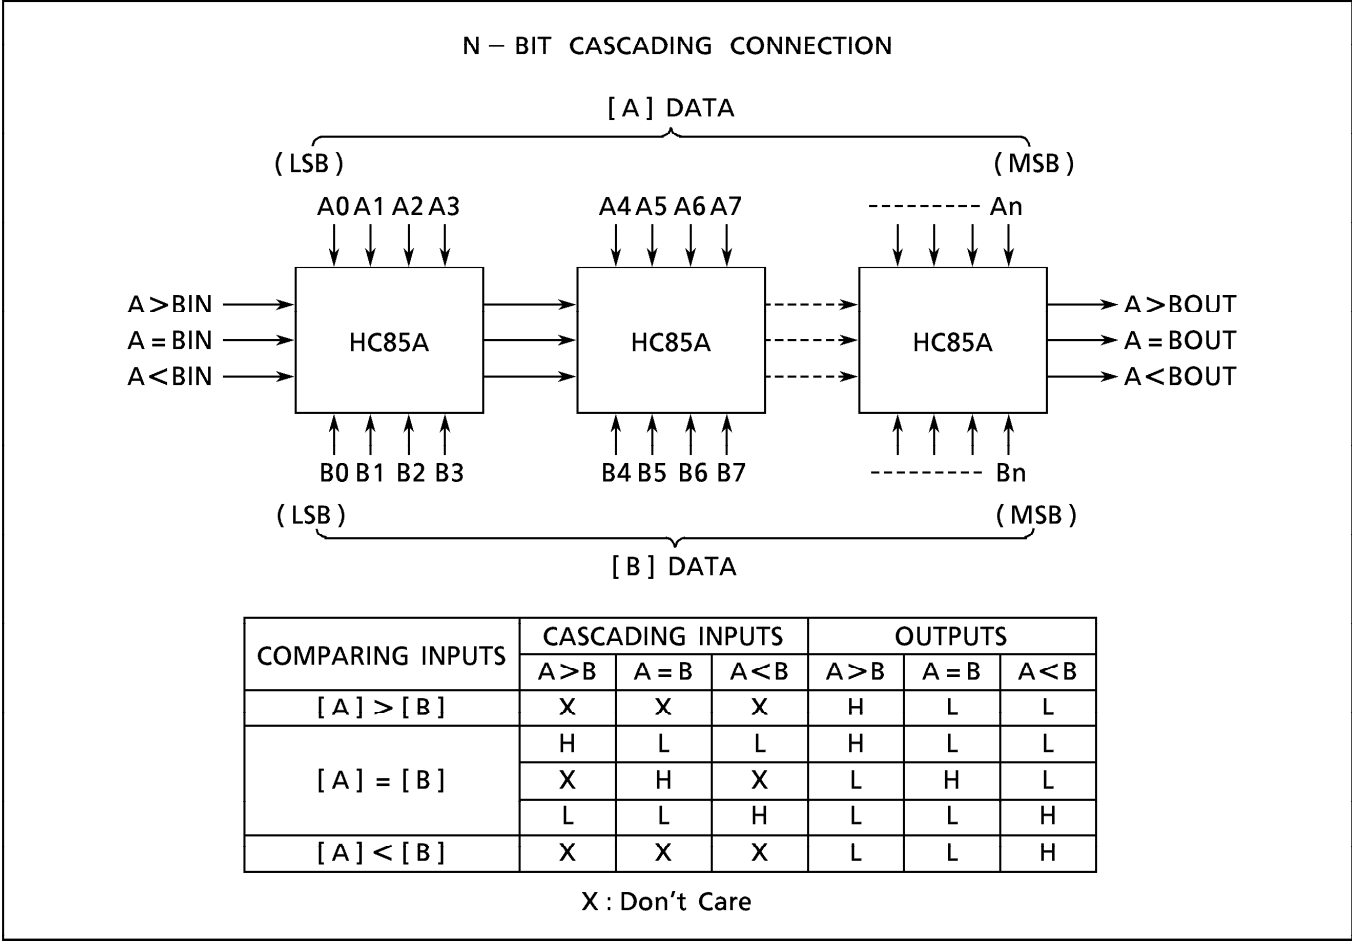 N – BIT CASCADING CONNECTION
[ A ] DATA
( LSB ) ( MSB )
A0 A1 A2 A3 A4 A5 A6 A7 ---------- An
A>BIN HC85A HC85A HC85A A>BOUT
A=BIN A=BOUT
A<BIN A<BOUT
B0 B1 B2 B3 B4 B5 B6 B7 ---------- Bn
( LSB ) ( MSB )
[ B ] DATA
COMPARING INPUTS CASCADING INPUTS OUTPUTS
A>B A=B A<B A>B A=B A<B
[ A ] > [ B ] X X X H L L
[ A ] = [ B ] H L L H L L
X H X L H L
L L H L L H
[ A ] < [ B ] X X X L L H
X : Don't Care